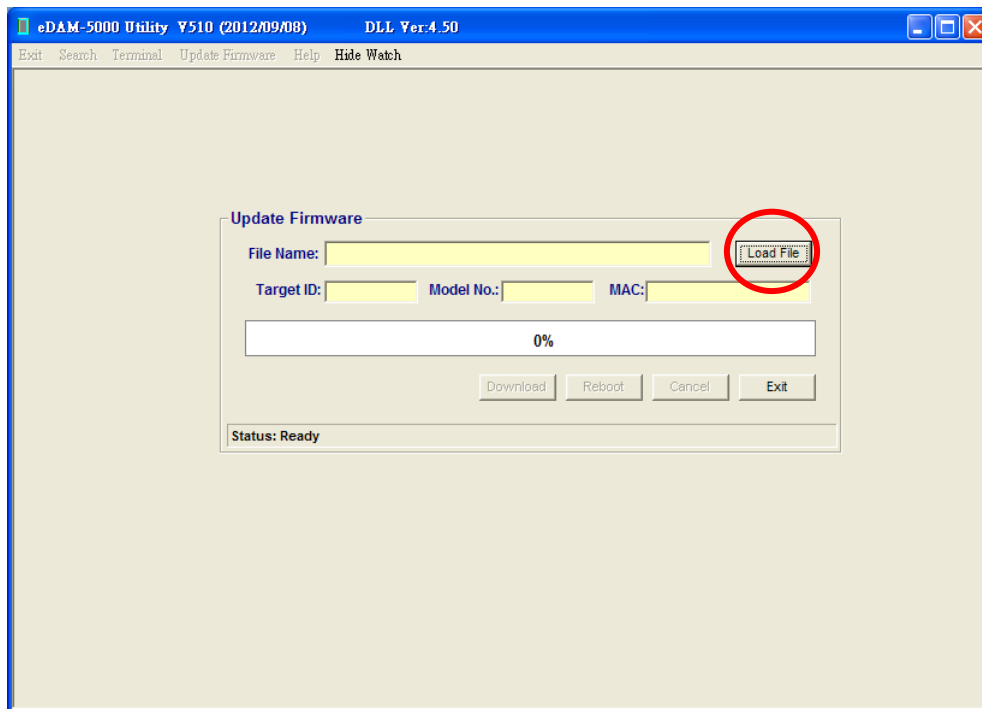 eDAM-5000 Utility V510 (2012/09/08) DLL Ver:4.50
Exit Search Terminal Update Firmware Help Hide Watch
Update Firmware
File Name: Load File
Target ID: Model No.: MAC:
0%
Download Reboot Cancel Exit
Status: Ready